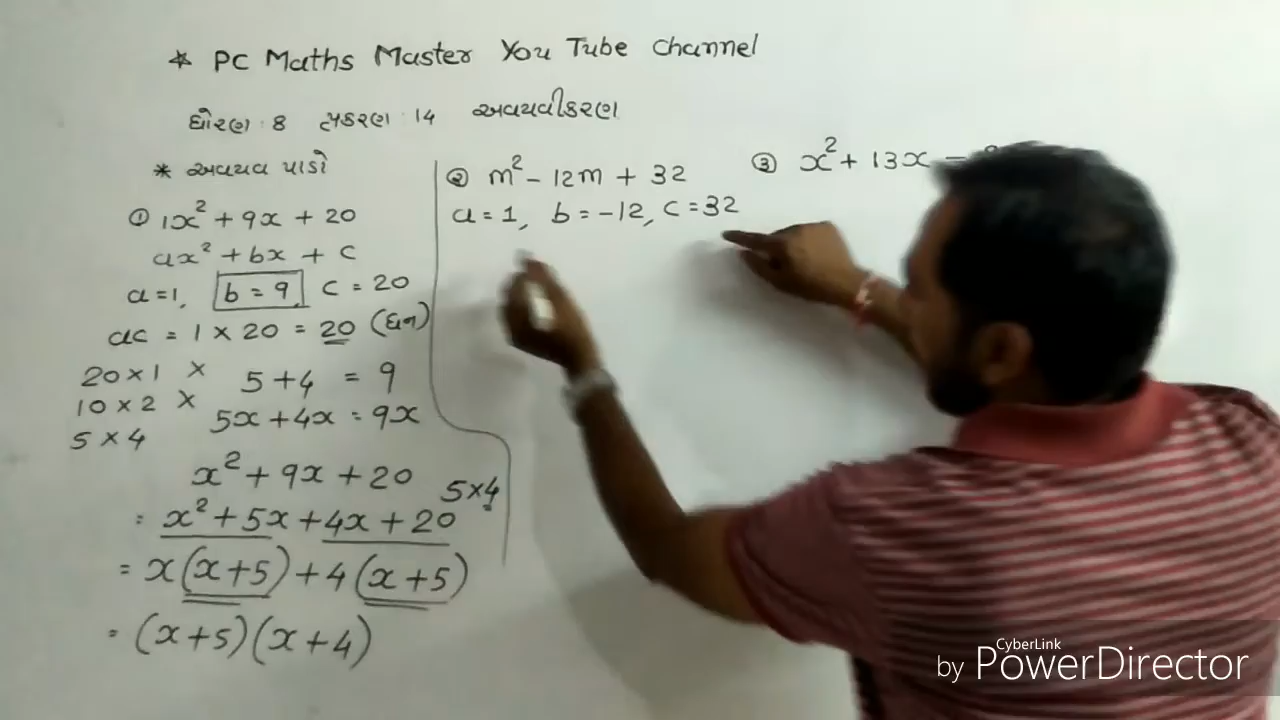 * PC Maths Master You Tube Channel
ધોરણ : 8 પ્રકરણ : 14 અવયવીકરણ
* અવયવ પાડો
① 1x² + 9x + 20
ax² + bx + c
a=1, b = 9, c = 20
ac = 1 × 20 = 20 (ધન)
20 × 1 ×
10 × 2 ×
5 × 4
5 + 4 = 9
5x + 4x = 9x
x² + 9x + 20
5×4
= x² + 5x + 4x + 20
= x(x+5) + 4(x+5)
= (x+5)(x+4)
② m² - 12m + 32
a = 1, b = -12, c = 32
③ x² + 13x -
CyberLink
by PowerDirector